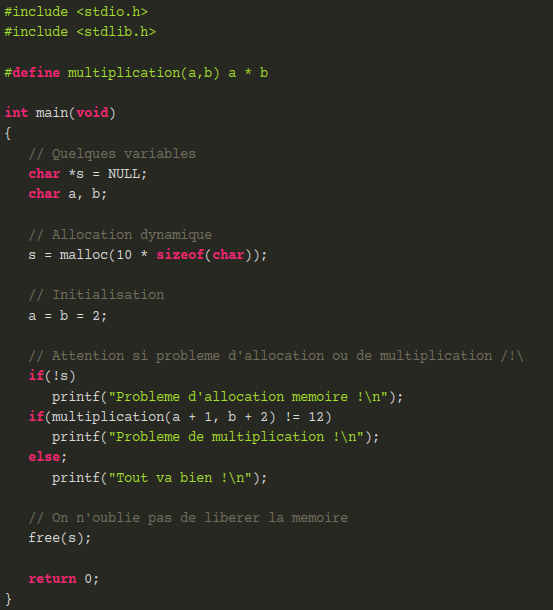 #include <stdio.h>
#include <stdlib.h>

#define multiplication(a,b) a * b

int main(void)
{
   // Quelques variables
   char *s = NULL;
   char a, b;

   // Allocation dynamique
   s = malloc(10 * sizeof(char));

   // Initialisation
   a = b = 2;

   // Attention si probleme d'allocation ou de multiplication /!\
   if(!s)
      printf("Probleme d'allocation memoire !\n");
   if(multiplication(a + 1, b + 2) != 12)
      printf("Probleme de multiplication !\n");
   else;
      printf("Tout va bien !\n");

   // On n'oublie pas de liberer la memoire
   free(s);

   return 0;
}